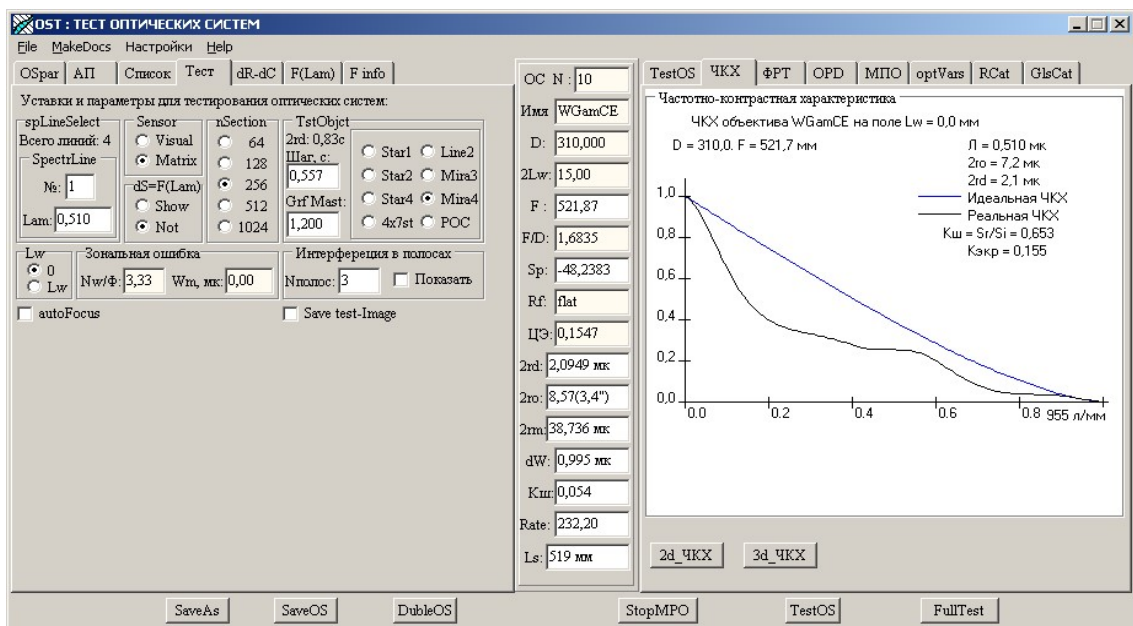 OST : ТЕСТ ОПТИЧЕСКИХ СИСТЕМ
File MakeDocs Настройки Help
OSpar АП Список Тест dR-dC F(Lam) F info
Уставки и параметры для тестирования оптических систем:
spLineSelect
Всего линий: 4
SpectrLine
№: 1
Lam: 0,510
Sensor
Visual
Matrix
dS=F(Lam)
Show
Not
nSection
64
128
256
512
1024
TstObjct
2rd: 0,83c
Шаг, c:
0,557
Grf Mast:
1,200
Star1 Line2
Star2 Mira3
Star4 Mira4
4x7st POC
Lw
0
Lw
Зональная ошибка
Nw/Ф: 3,33 Wm, мк: 0,00
Интерфереция в полосах
Nполос: 3 Показать
autoFocus Save test-Image
ОС N : 10
Имя WGamCE
D: 310,000
2Lw: 15,00
F : 521,87
F/D: 1,6835
Sp: -48,2383
Rf: flat
ЦЭ: 0,1547
2rd: 2,0949 мк
2ro: 8,57(3,4")
2rm: 38,736 мк
dW: 0,995 мк
Кш: 0,054
Rate: 232,20
Ls: 519 мм
TestOS ЧКХ ФРТ OPD МПО optVars RCat GlsCat
Частотно-контрастная характеристика
ЧКХ объектива WGamCE на поле Lw = 0,0 мм
D = 310,0. F = 521,7 мм
Л = 0,510 мк
2ro = 7,2 мк
2rd = 2,1 мк
Идеальная ЧКХ
Реальная ЧКХ
Кш = Sr/Si = 0,653
Кэкр = 0,155
1,0
0,8
0,6
0,4
0,2
0,0
0.0 0.2 0.4 0.6 0.8 955 л/мм
2d_ЧКХ 3d_ЧКХ
SaveAs SaveOS DubleOS StopMPO TestOS FullTest